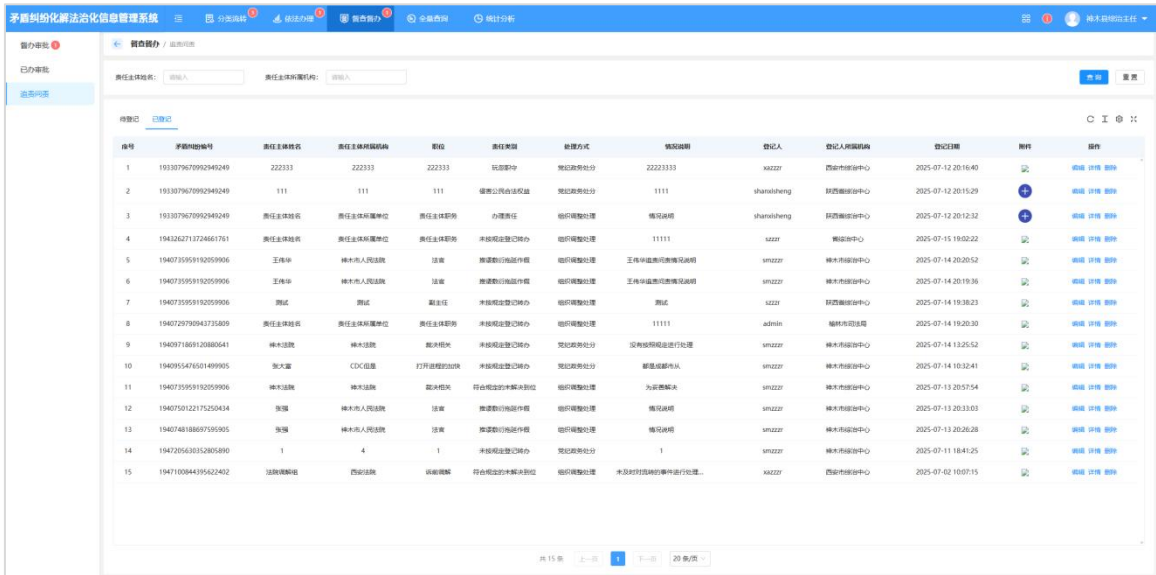 矛盾纠纷化解法治化信息管理系统 分类流转 依法办理 督查督办 全量查询 统计分析 神木县综治主任
督办审批
已办审批
追责问责
督查督办 / 追责问责
责任主体姓名： 请输入 责任主体所属机构： 请输入 查 询 重 置
待登记 已登记
序号 矛盾纠纷编号 责任主体姓名 责任主体所属机构 职位 责任类别 处理方式 情况说明 登记人 登记人所属机构 登记日期 附件 操作
1 1933079670992949249 222333 222333 222333 玩忽职守 党纪政务处分 22223333 xazzzr 西安市综治中心 2025-07-12 20:16:40 编辑 详情 删除
2 1933079670992949249 111 111 111 侵害公民合法权益 党纪政务处分 1111 shanxisheng 陕西省综治中心 2025-07-12 20:15:29 编辑 详情 删除
3 1933079670992949249 责任主体姓名 责任主体所属单位 责任主体职务 办理责任 组织调整处理 情况说明 shanxisheng 陕西省综治中心 2025-07-12 20:12:32 编辑 详情 删除
4 1943262713724661761 责任主体姓名 责任主体所属单位 责任主体职务 未按规定登记转办 组织调整处理 11111 szzzr 省综治中心 2025-07-15 19:02:22 编辑 详情 删除
5 1940735959192059906 王伟华 神木市人民法院 法官 推诿敷衍拖延作假 组织调整处理 王伟华追责问责情况说明 smzzzr 神木市综治中心 2025-07-14 20:20:52 编辑 详情 删除
6 1940735959192059906 王伟华 神木市人民法院 法官 推诿敷衍拖延作假 组织调整处理 王伟华追责问责情况说明 smzzzr 神木市综治中心 2025-07-14 20:19:36 编辑 详情 删除
7 1940735959192059906 测试 测试 副主任 未按规定登记转办 组织调整处理 测试 szzzr 陕西省综治中心 2025-07-14 19:38:23 编辑 详情 删除
8 1940729790943735809 责任主体姓名 责任主体所属单位 责任主体职务 未按规定登记转办 组织调整处理 11111 admin 榆林市司法局 2025-07-14 19:20:30 编辑 详情 删除
9 1940971869120880641 神木法院 神木法院 裁决相关 未按规定登记转办 党纪政务处分 没有按照规定进行处理 smzzzr 神木市综治中心 2025-07-14 13:25:52 编辑 详情 删除
10 1940955476501499905 张大富 CDC但是 打开进程的加快 未按规定登记转办 党纪政务处分 都是成都市从 smzzzr 神木市综治中心 2025-07-14 10:32:41 编辑 详情 删除
11 1940735959192059906 神木法院 神木法院 裁决相关 符合规定的未解决到位 组织调整处理 为妥善解决 smzzzr 神木市综治中心 2025-07-13 20:57:54 编辑 详情 删除
12 1940750122175250434 张强 神木市人民法院 法官 推诿敷衍拖延作假 组织调整处理 情况说明 smzzzr 神木市综治中心 2025-07-13 20:33:03 编辑 详情 删除
13 1940748188697595905 张强 神木市人民法院 法官 推诿敷衍拖延作假 组织调整处理 情况说明 smzzzr 神木市综治中心 2025-07-13 20:26:28 编辑 详情 删除
14 1947205630352805890 1 4 1 未按规定登记转办 党纪政务处分 1 smzzzr 神木市综治中心 2025-07-11 18:41:25 编辑 详情 删除
15 1947100844395622402 法院调解组 西安法院 诉前调解 符合规定的未解决到位 组织调整处理 未及时对流转的事件进行处理... xazzzr 西安市综治中心 2025-07-02 10:07:15 编辑 详情 删除
共 15 条 上一页 1 下一页 20 条/页